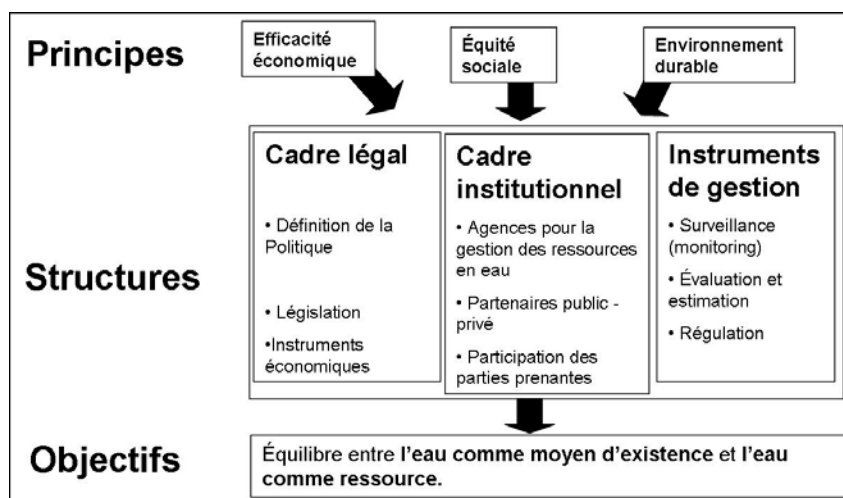 Principes
Efficacité
économique
Équité
sociale
Environnement
durable
Structures
Cadre légal
• Définition de la
Politique
• Législation
•Instruments
économiques
Cadre
institutionnel
• Agences pour la
gestion des ressources
en eau
• Partenaires public -
privé
• Participation des
parties prenantes
Instruments
de gestion
• Surveillance
(monitoring)
• Évaluation et
estimation
• Régulation
Objectifs
Équilibre entre l'eau comme moyen d'existence et l'eau
comme ressource.